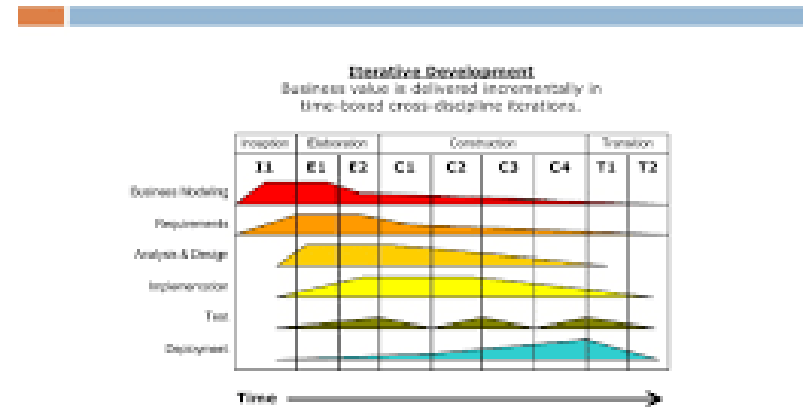 Iterative Development
Business value is delivered incrementally in
time-boxed cross-discipline iterations.
Inception Elaboration Construction Transition
I1 E1 E2 C1 C2 C3 C4 T1 T2
Business Modeling
Requirements
Analysis & Design
Implementation
Test
Deployment
Time